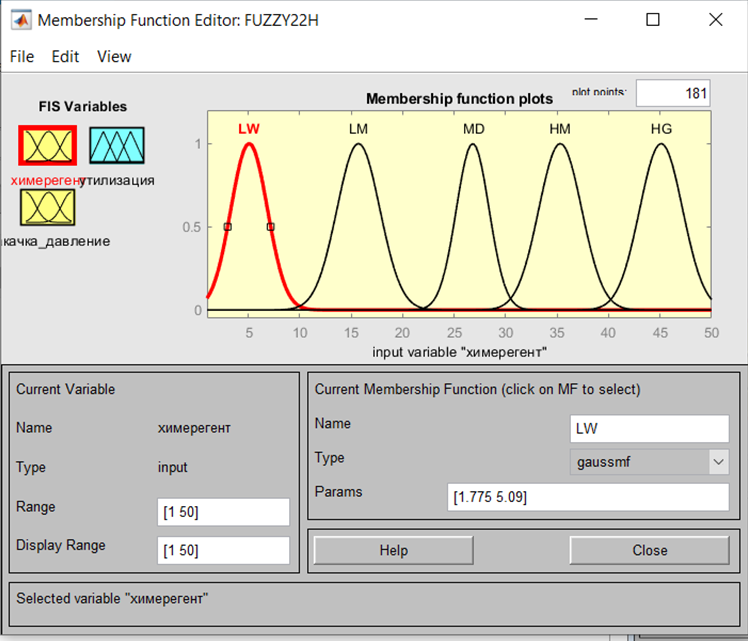 Membership Function Editor: FUZZY22H
File Edit View
FIS Variables
химерегент
утилизация
качка_давление
Membership function plots
plot points:
181
LW LM MD HM HG
1
0.5
0
5 10 15 20 25 30 35 40 45 50
input variable "химерегент"
Current Variable
Name химерегент
Type input
Range [1 50]
Display Range [1 50]
Current Membership Function (click on MF to select)
Name LW
Type gaussmf
Params [1.775 5.09]
Help Close
Selected variable "химерегент"